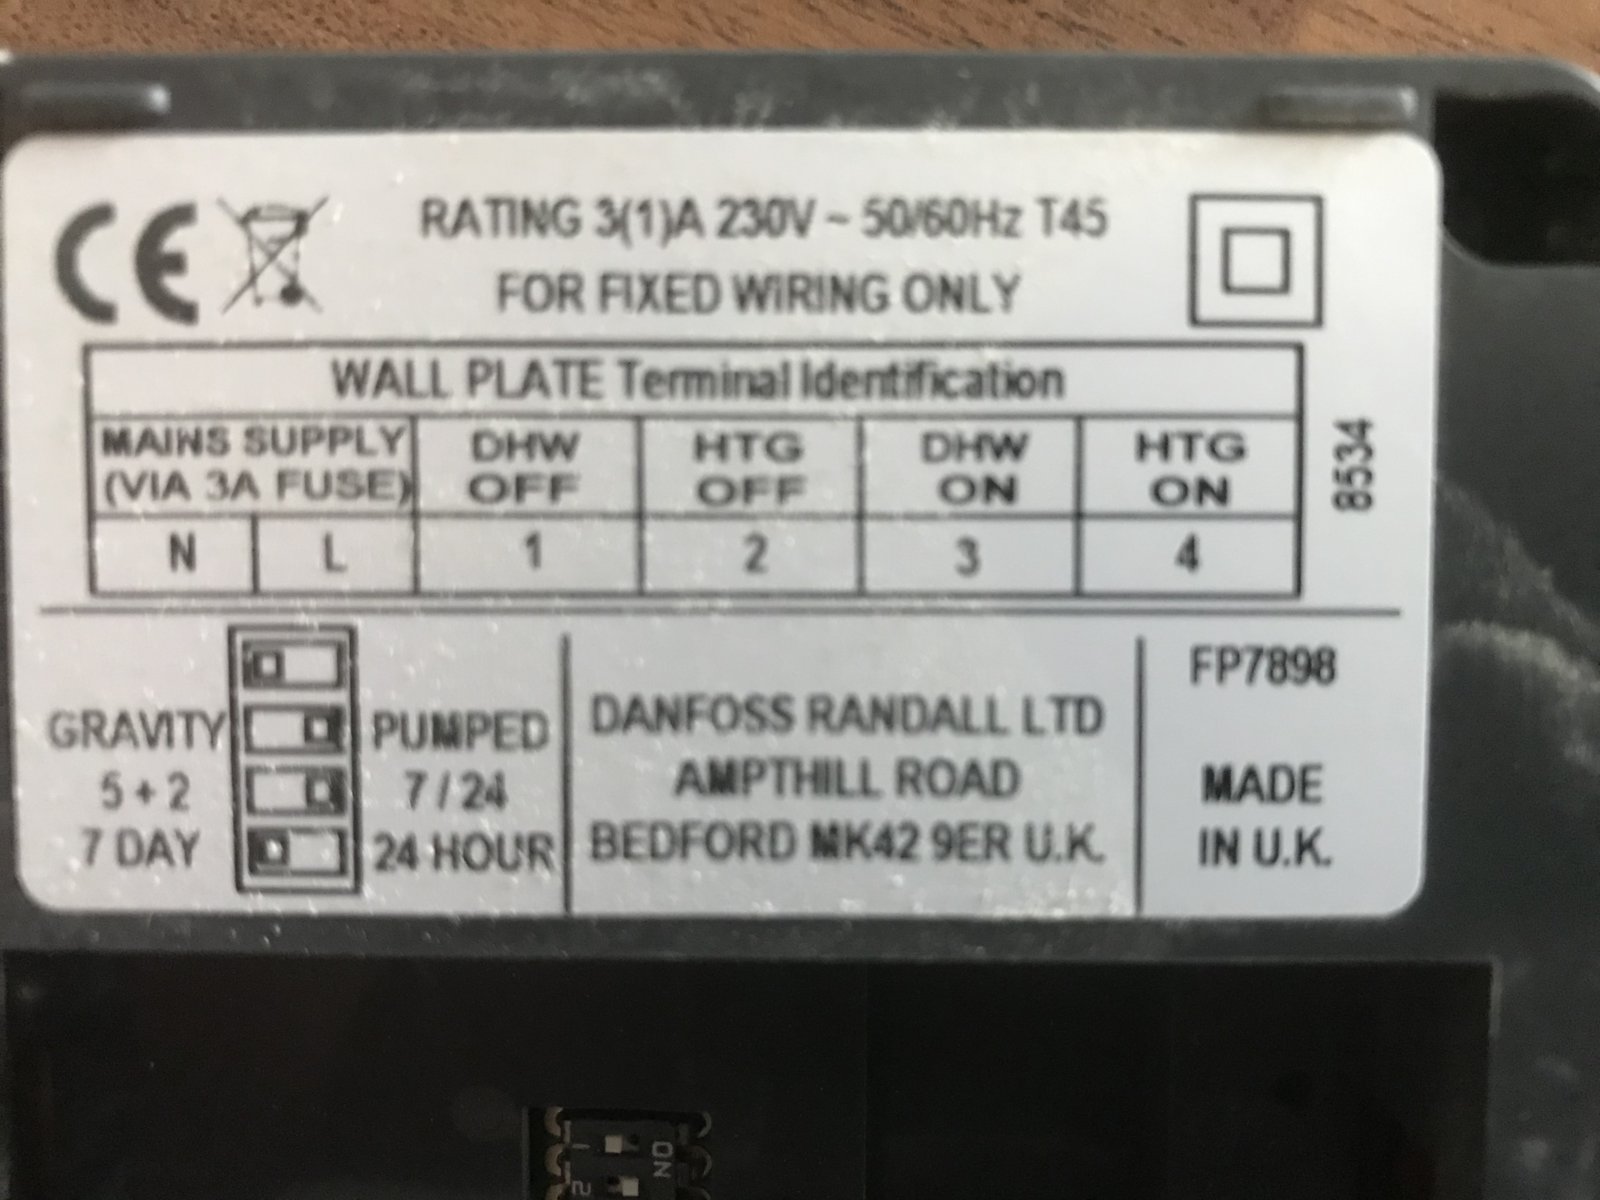 CE
RATING 3(1)A 230V ~ 50/60Hz T45
FOR FIXED WIRING ONLY
WALL PLATE Terminal Identification
MAINS SUPPLY
(VIA 3A FUSE)
DHW
OFF
HTG
OFF
DHW
ON
HTG
ON
N L 1 2 3 4
8534
GRAVITY PUMPED
5 + 2 7 / 24
7 DAY 24 HOUR
DANFOSS RANDALL LTD
AMPTHILL ROAD
BEDFORD MK42 9ER U.K.
FP7898
MADE
IN U.K.
1
2
ON